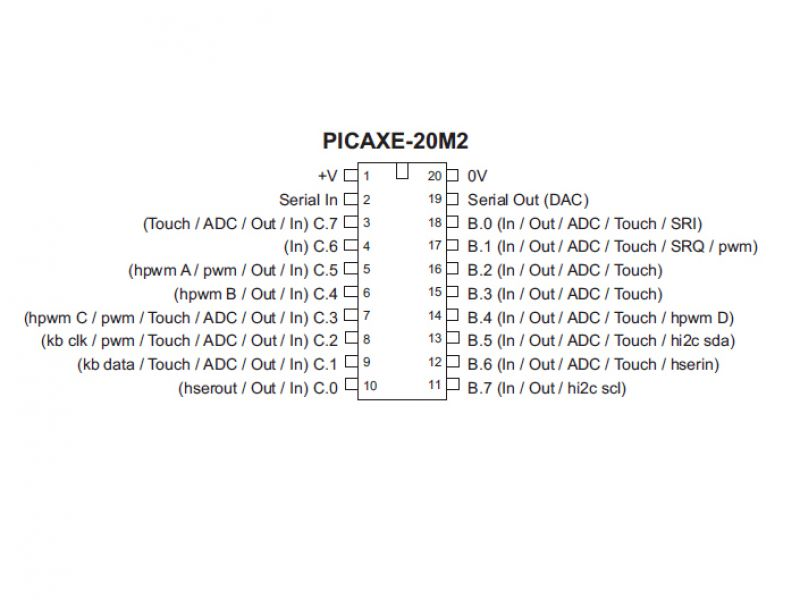 PICAXE-20M2
+V 1 20 0V
Serial In 2 19 Serial Out (DAC)
(Touch / ADC / Out / In) C.7 3 18 B.0 (In / Out / ADC / Touch / SRI)
(In) C.6 4 17 B.1 (In / Out / ADC / Touch / SRQ / pwm)
(hpwm A / pwm / Out / In) C.5 5 16 B.2 (In / Out / ADC / Touch)
(hpwm B / Out / In) C.4 6 15 B.3 (In / Out / ADC / Touch)
(hpwm C / pwm / Touch / ADC / Out / In) C.3 7 14 B.4 (In / Out / ADC / Touch / hpwm D)
(kb clk / pwm / Touch / ADC / Out / In) C.2 8 13 B.5 (In / Out / ADC / Touch / hi2c sda)
(kb data / Touch / ADC / Out / In) C.1 9 12 B.6 (In / Out / ADC / Touch / hserin)
(hserout / Out / In) C.0 10 11 B.7 (In / Out / hi2c scl)